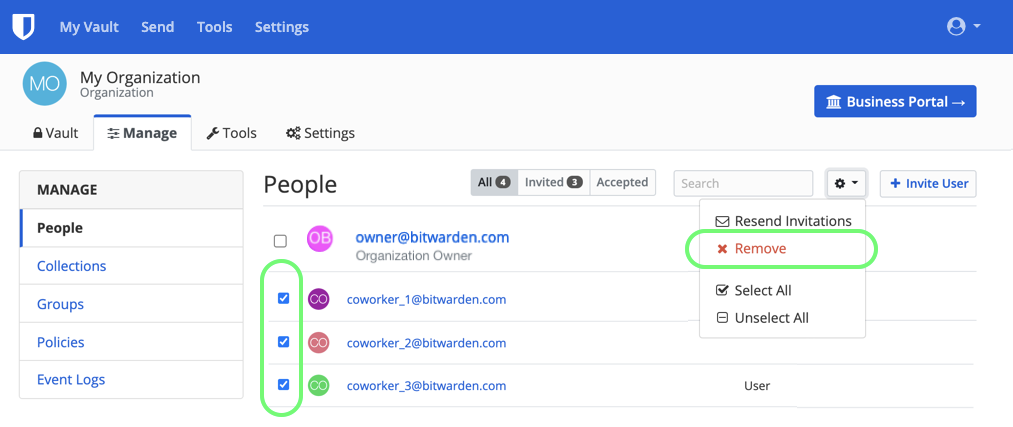 My Vault Send Tools Settings
MO My Organization
Organization
Business Portal →
Vault Manage Tools Settings
MANAGE
People
Collections
Groups
Policies
Event Logs
People All 4 Invited 3 Accepted Search + Invite User
Resend Invitations
Remove
Select All
Unselect All
OB owner@bitwarden.com
Organization Owner
CO coworker_1@bitwarden.com
CO coworker_2@bitwarden.com
CO coworker_3@bitwarden.com User